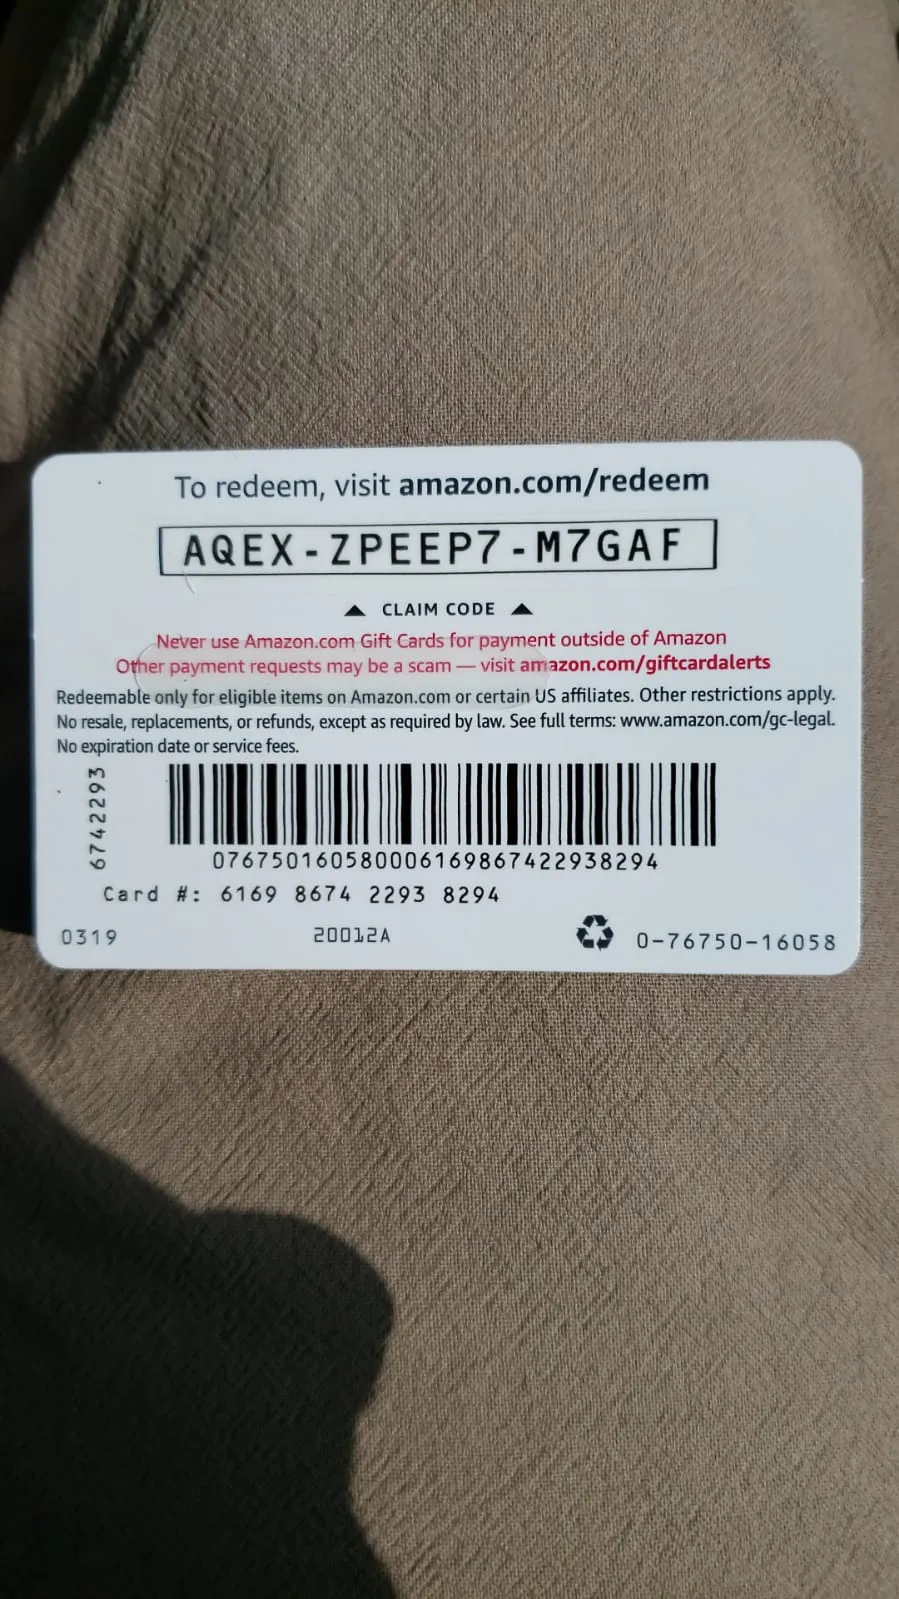 To redeem, visit amazon.com/redeem
AQEX-ZPEEP7-M7GAF
▲ CLAIM CODE ▲
Never use Amazon.com Gift Cards for payment outside of Amazon
Other payment requests may be a scam — visit amazon.com/giftcardalerts
Redeemable only for eligible items on Amazon.com or certain US affiliates. Other restrictions apply.
No resale, replacements, or refunds, except as required by law. See full terms: www.amazon.com/gc-legal.
No expiration date or service fees.
6742293
076750160580006169867422938294
Card #: 6169 8674 2293 8294
0319 20012A 0-76750-16058